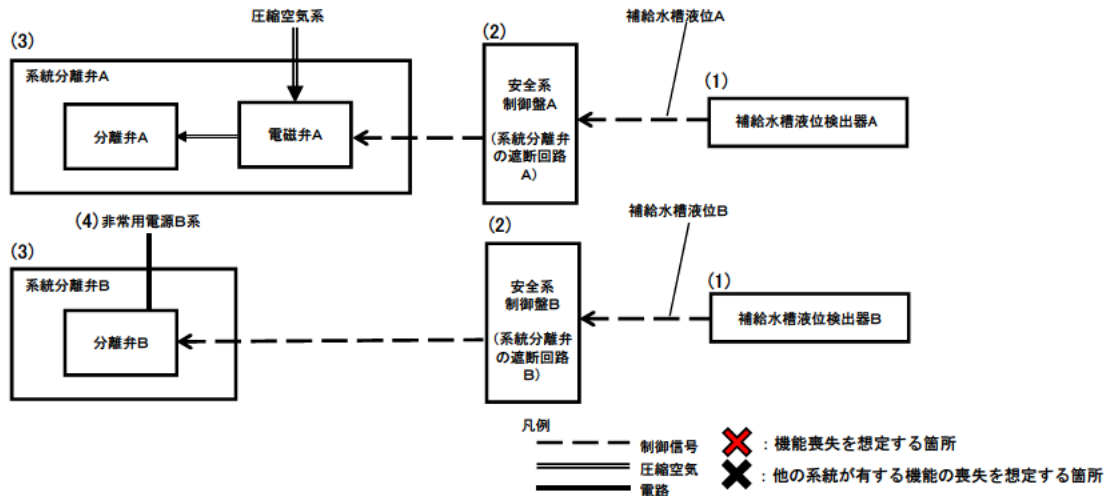 圧縮空気系
補給水槽液位A
(3)
(2)
系統分離弁A
安全系
制御盤A
(系統分離弁
の遮断回路
A)
(1)
分離弁A
電磁弁A
補給水槽液位検出器A
(4)非常用電源B系
補給水槽液位B
(3)
(2)
系統分離弁B
安全系
制御盤B
(系統分離弁
の遮断回路
B)
(1)
分離弁B
補給水槽液位検出器B
凡例
制御信号
圧縮空気
電路
:機能喪失を想定する箇所
:他の系統が有する機能の喪失を想定する箇所